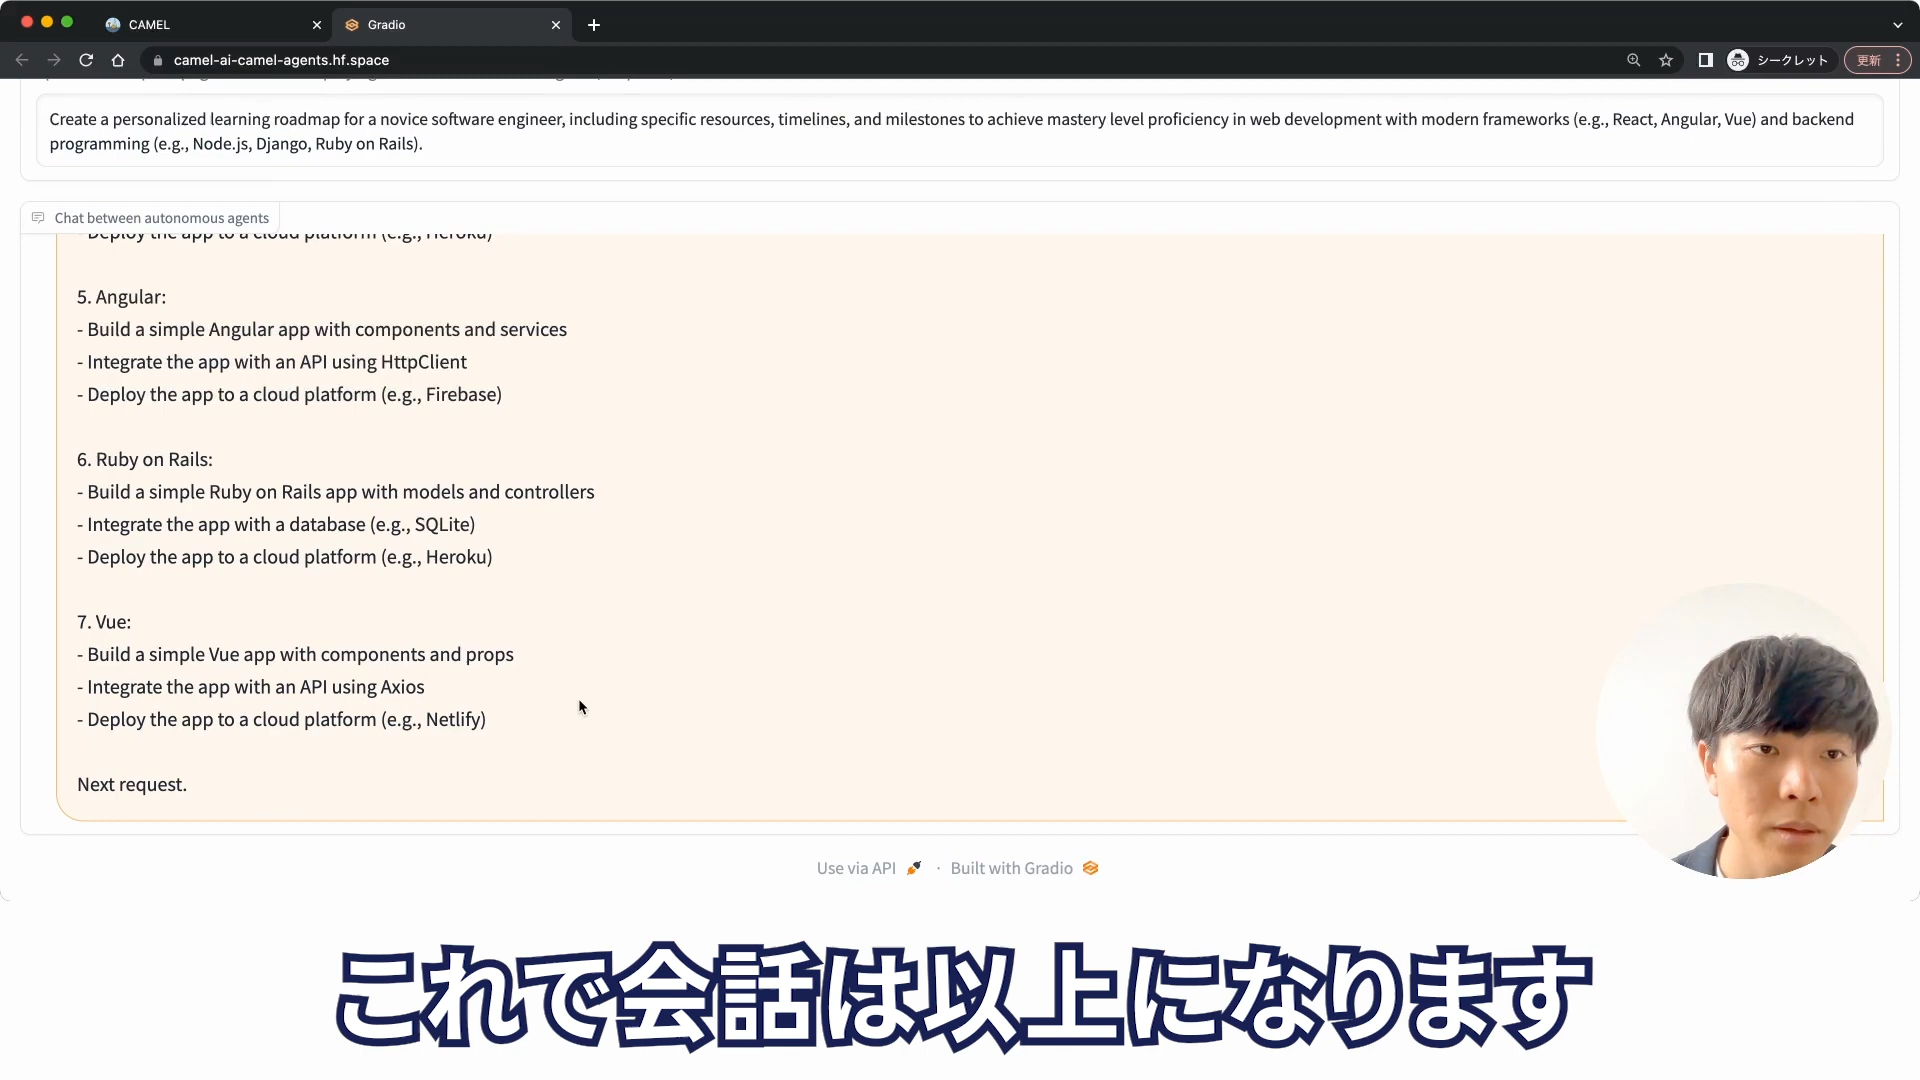 CAMEL
Gradio
camel-ai-camel-agents.hf.space
シークレット
更新
Create a personalized learning roadmap for a novice software engineer, including specific resources, timelines, and milestones to achieve mastery level proficiency in web development with modern frameworks (e.g., React, Angular, Vue) and backend
programming (e.g., Node.js, Django, Ruby on Rails).
Chat between autonomous agents
- Deploy the app to a cloud platform (e.g., Heroku)
5. Angular:
- Build a simple Angular app with components and services
- Integrate the app with an API using HttpClient
- Deploy the app to a cloud platform (e.g., Firebase)
6. Ruby on Rails:
- Build a simple Ruby on Rails app with models and controllers
- Integrate the app with a database (e.g., SQLite)
- Deploy the app to a cloud platform (e.g., Heroku)
7. Vue:
- Build a simple Vue app with components and props
- Integrate the app with an API using Axios
- Deploy the app to a cloud platform (e.g., Netlify)
Next request.
Use via API · Built with Gradio
これで会話は以上になります